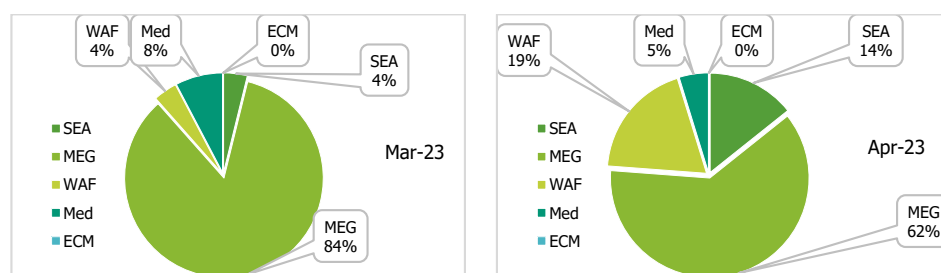 WAF
4%
Med
8%
ECM
0%
SEA
4%
SEA
MEG
WAF
Med
ECM
Mar-23
MEG
84%
WAF
19%
Med
5%
ECM
0%
SEA
14%
SEA
MEG
WAF
Med
ECM
Apr-23
MEG
62%